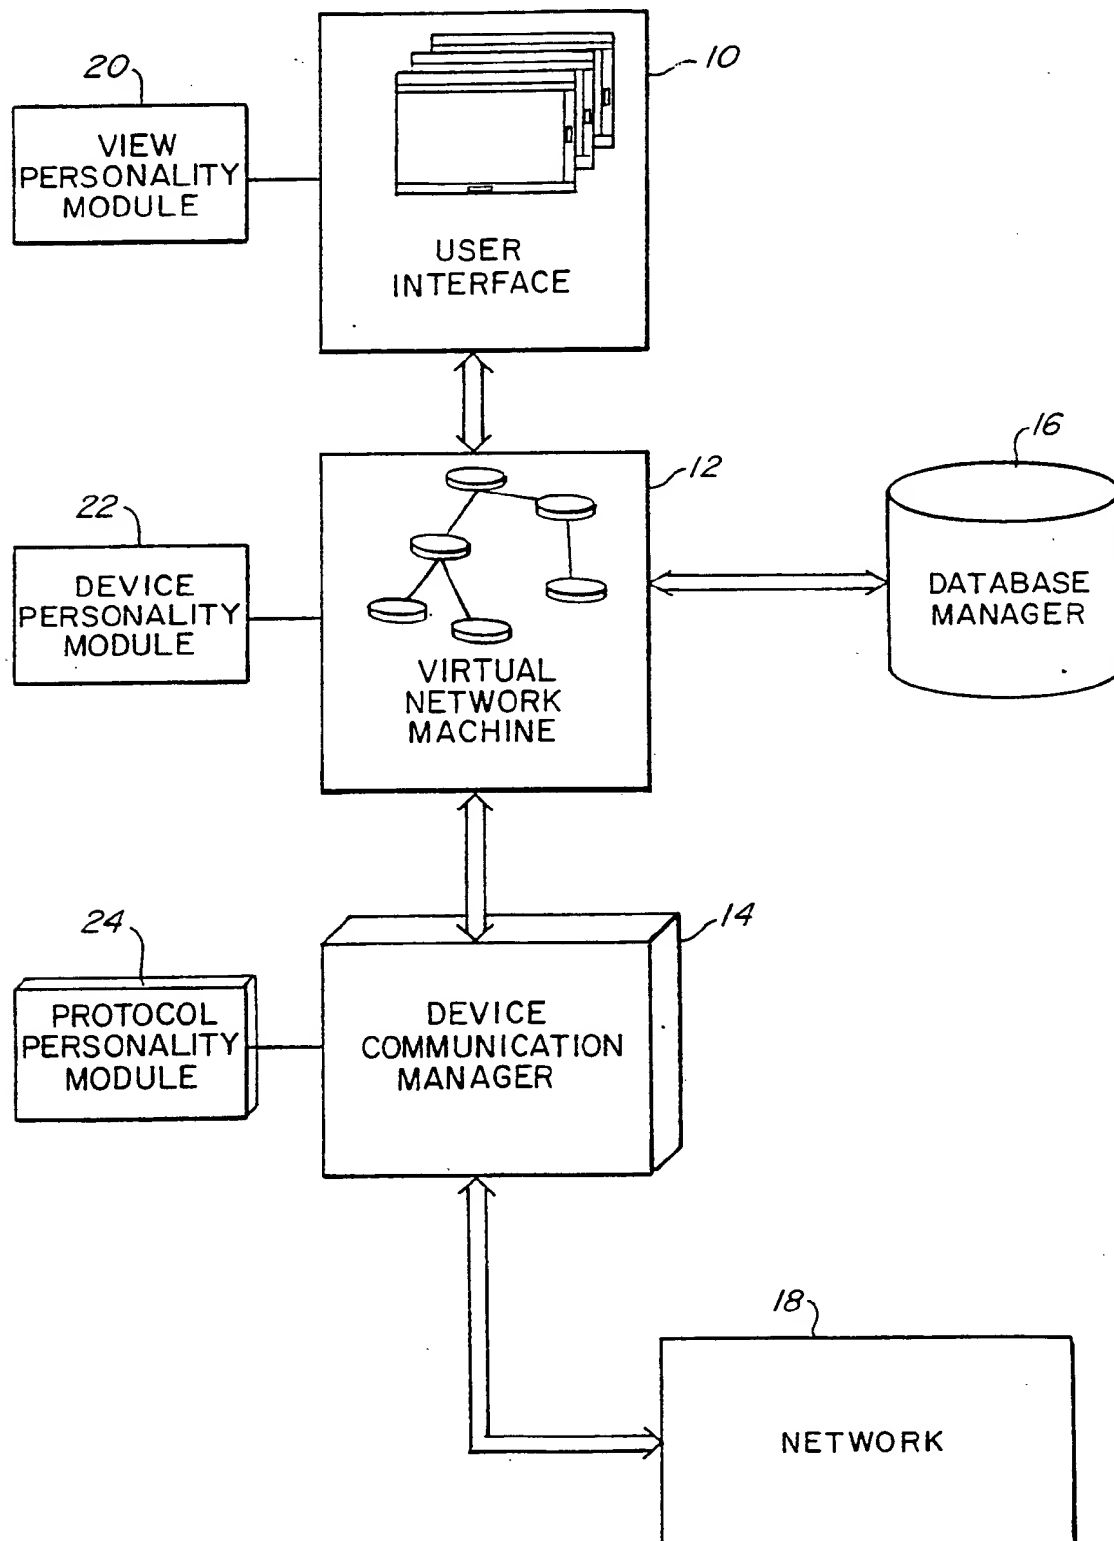 10
20
VIEW
PERSONALITY
MODULE
USER
INTERFACE
16
12
22
DEVICE
PERSONALITY
MODULE
DATABASE
MANAGER
VIRTUAL
NETWORK
MACHINE
14
24
PROTOCOL
PERSONALITY
MODULE
DEVICE
COMMUNICATION
MANAGER
18
NETWORK